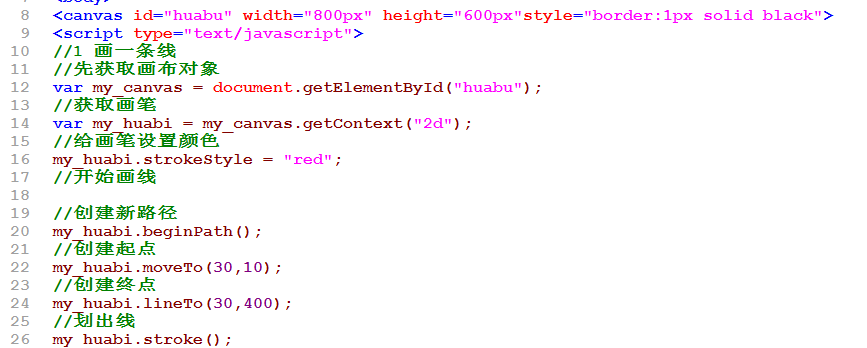 8 <canvas id="huabu" width="800px" height="600px"style="border:1px solid black">
9 <script type="text/javascript">
10 //1 画一条线
11 //先获取画布对象
12 var my_canvas = document.getElementById("huabu");
13 //获取画笔
14 var my_huabi = my_canvas.getContext("2d");
15 //给画笔设置颜色
16 my_huabi.strokeStyle = "red";
17 //开始画线
18
19 //创建新路径
20 my_huabi.beginPath();
21 //创建起点
22 my_huabi.moveTo(30,10);
23 //创建终点
24 my_huabi.lineTo(30,400);
25 //划出线
26 my_huabi.stroke();